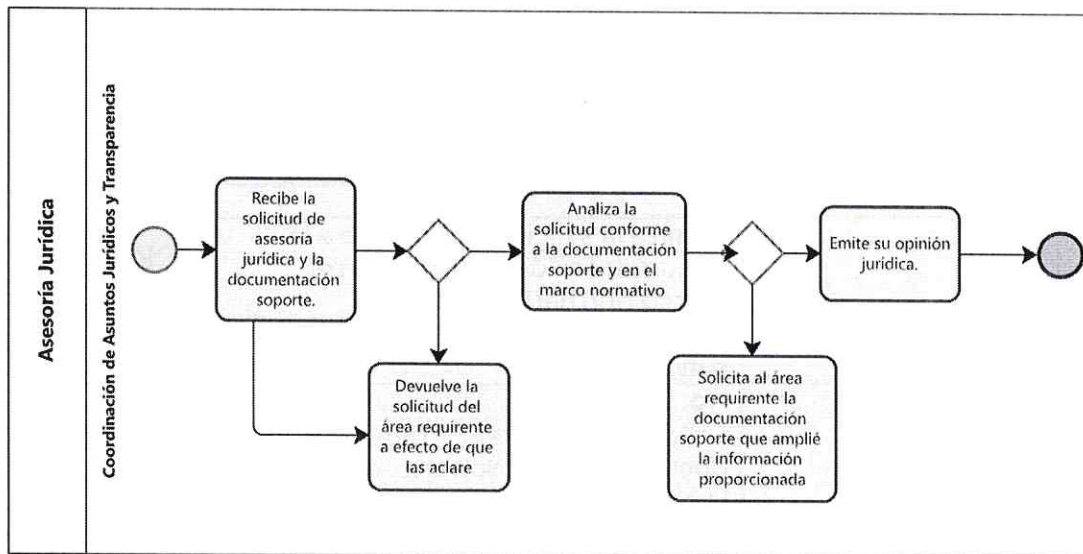 Asesoría Jurídica
Coordinación de Asuntos Jurídicos y Transparencia
Recibe la
solicitud de
asesoría
jurídica y la
documentación
soporte.
Analiza la
solicitud conforme
a la documentación
soporte y en el
marco normativo
Emite su opinión
jurídica.
Devuelve la
solicitud del
área requirente
a efecto de que
las aclare
Solicita al área
requirente la
documentación
soporte que amplié
la información
proporcionada